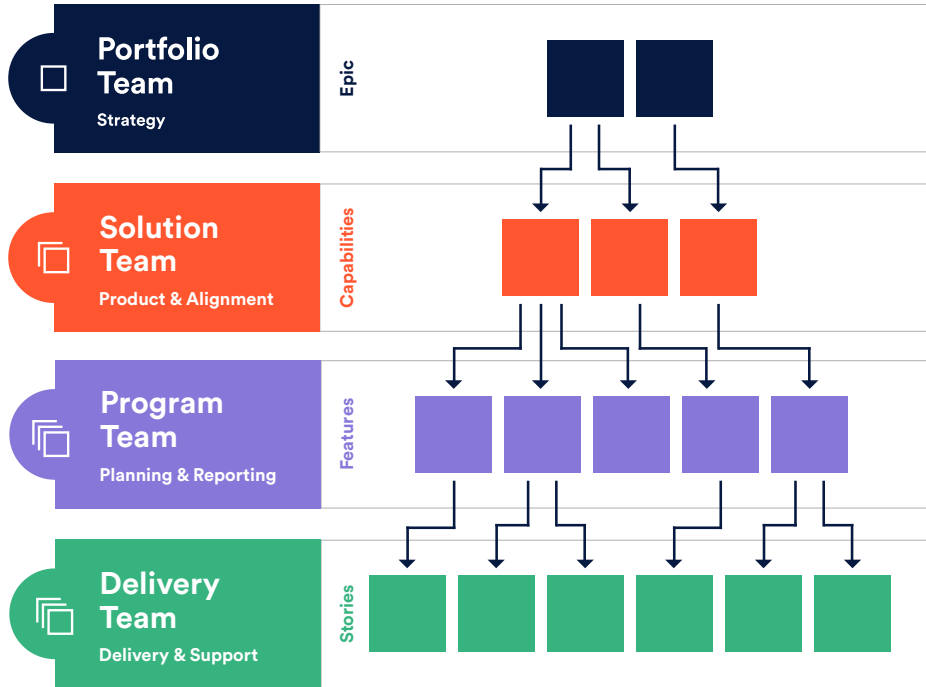 Portfolio
Team
Strategy
Epic
Solution
Team
Product & Alignment
Capabilities
Program
Team
Planning & Reporting
Features
Delivery
Team
Delivery & Support
Stories